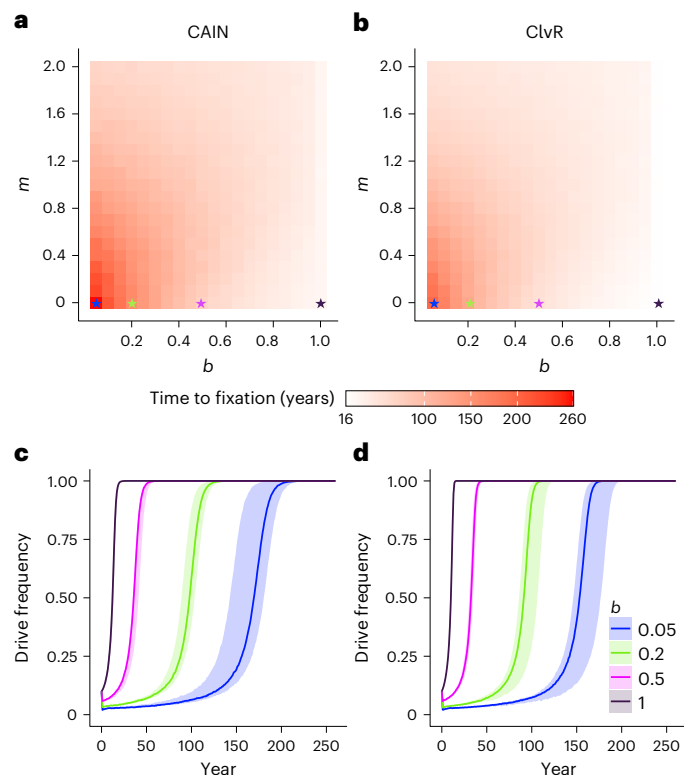 a
CAIN
2.0
1.6
1.2
0.8
0.4
0
m
0.2 0.4 0.6 0.8 1.0
b
b
ClvR
2.0
1.6
1.2
0.8
0.4
0
m
0.2 0.4 0.6 0.8 1.0
b
Time to fixation (years)
16 100 150 200 260
c
1.00
0.75
0.50
0.25
0
Drive frequency
0 50 100 150 200 250
Year
d
1.00
0.75
0.50
0.25
0
Drive frequency
b
0.05
0.2
0.5
1
0 50 100 150 200 250
Year